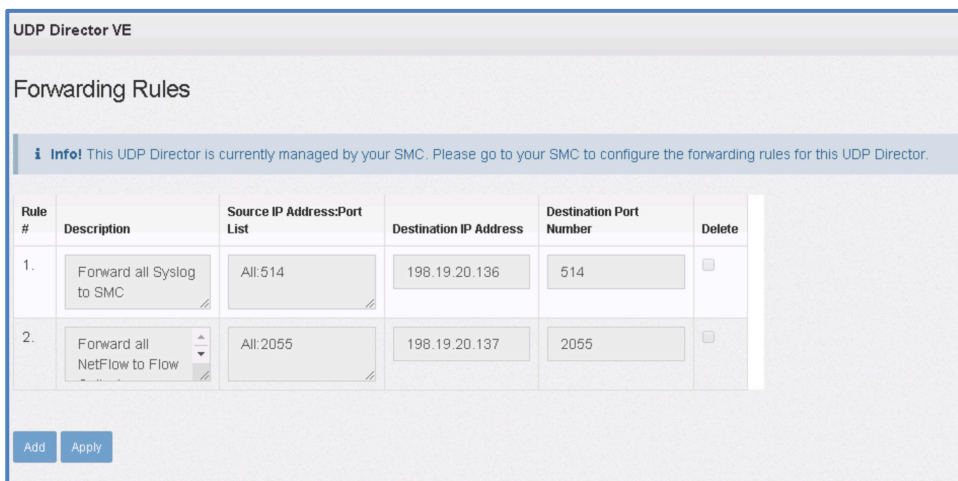 UDP Director VE
Forwarding Rules
i Info! This UDP Director is currently managed by your SMC. Please go to your SMC to configure the forwarding rules for this UDP Director.
Rule # Description Source IP Address:Port List Destination IP Address Destination Port Number Delete
1. Forward all Syslog to SMC All:514 198.19.20.136 514
2. Forward all NetFlow to Flow All:2055 198.19.20.137 2055
Add Apply